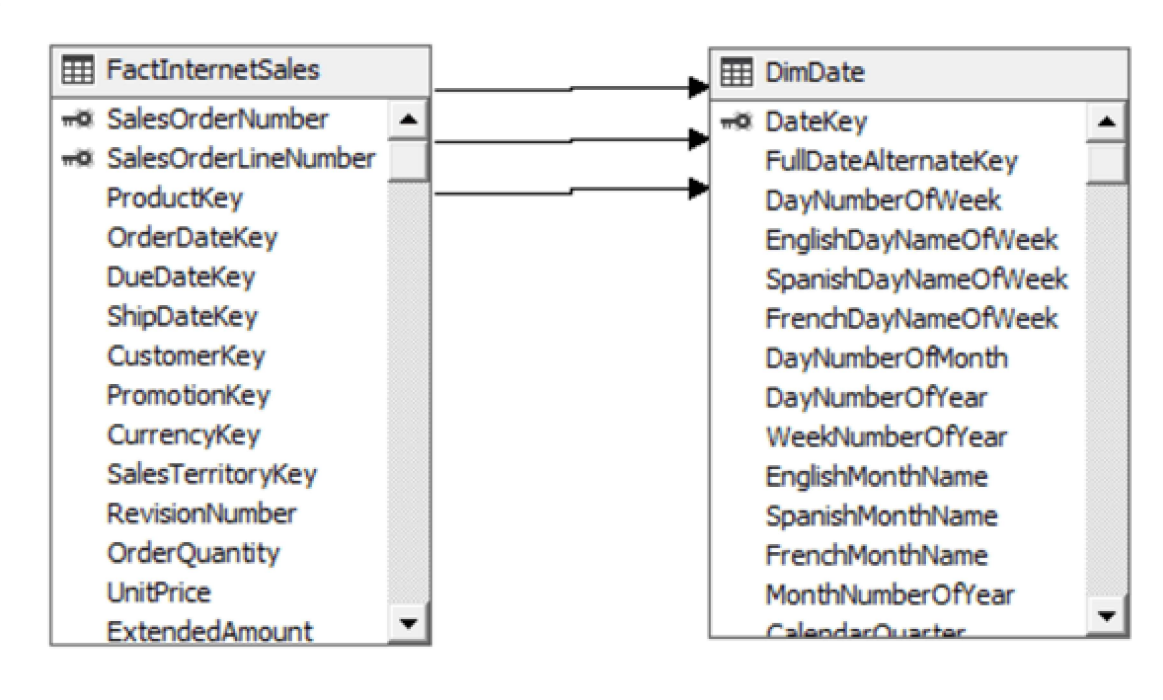 FactInternetSales
SalesOrderNumber
SalesOrderLineNumber
ProductKey
OrderDateKey
DueDateKey
ShipDateKey
CustomerKey
PromotionKey
CurrencyKey
SalesTerritoryKey
RevisionNumber
OrderQuantity
UnitPrice
ExtendedAmount
DimDate
DateKey
FullDateAlternateKey
DayNumberOfWeek
EnglishDayNameOfWeek
SpanishDayNameOfWeek
FrenchDayNameOfWeek
DayNumberOfMonth
DayNumberOfYear
WeekNumberOfYear
EnglishMonthName
SpanishMonthName
FrenchMonthName
MonthNumberOfYear
CalendarQuarter